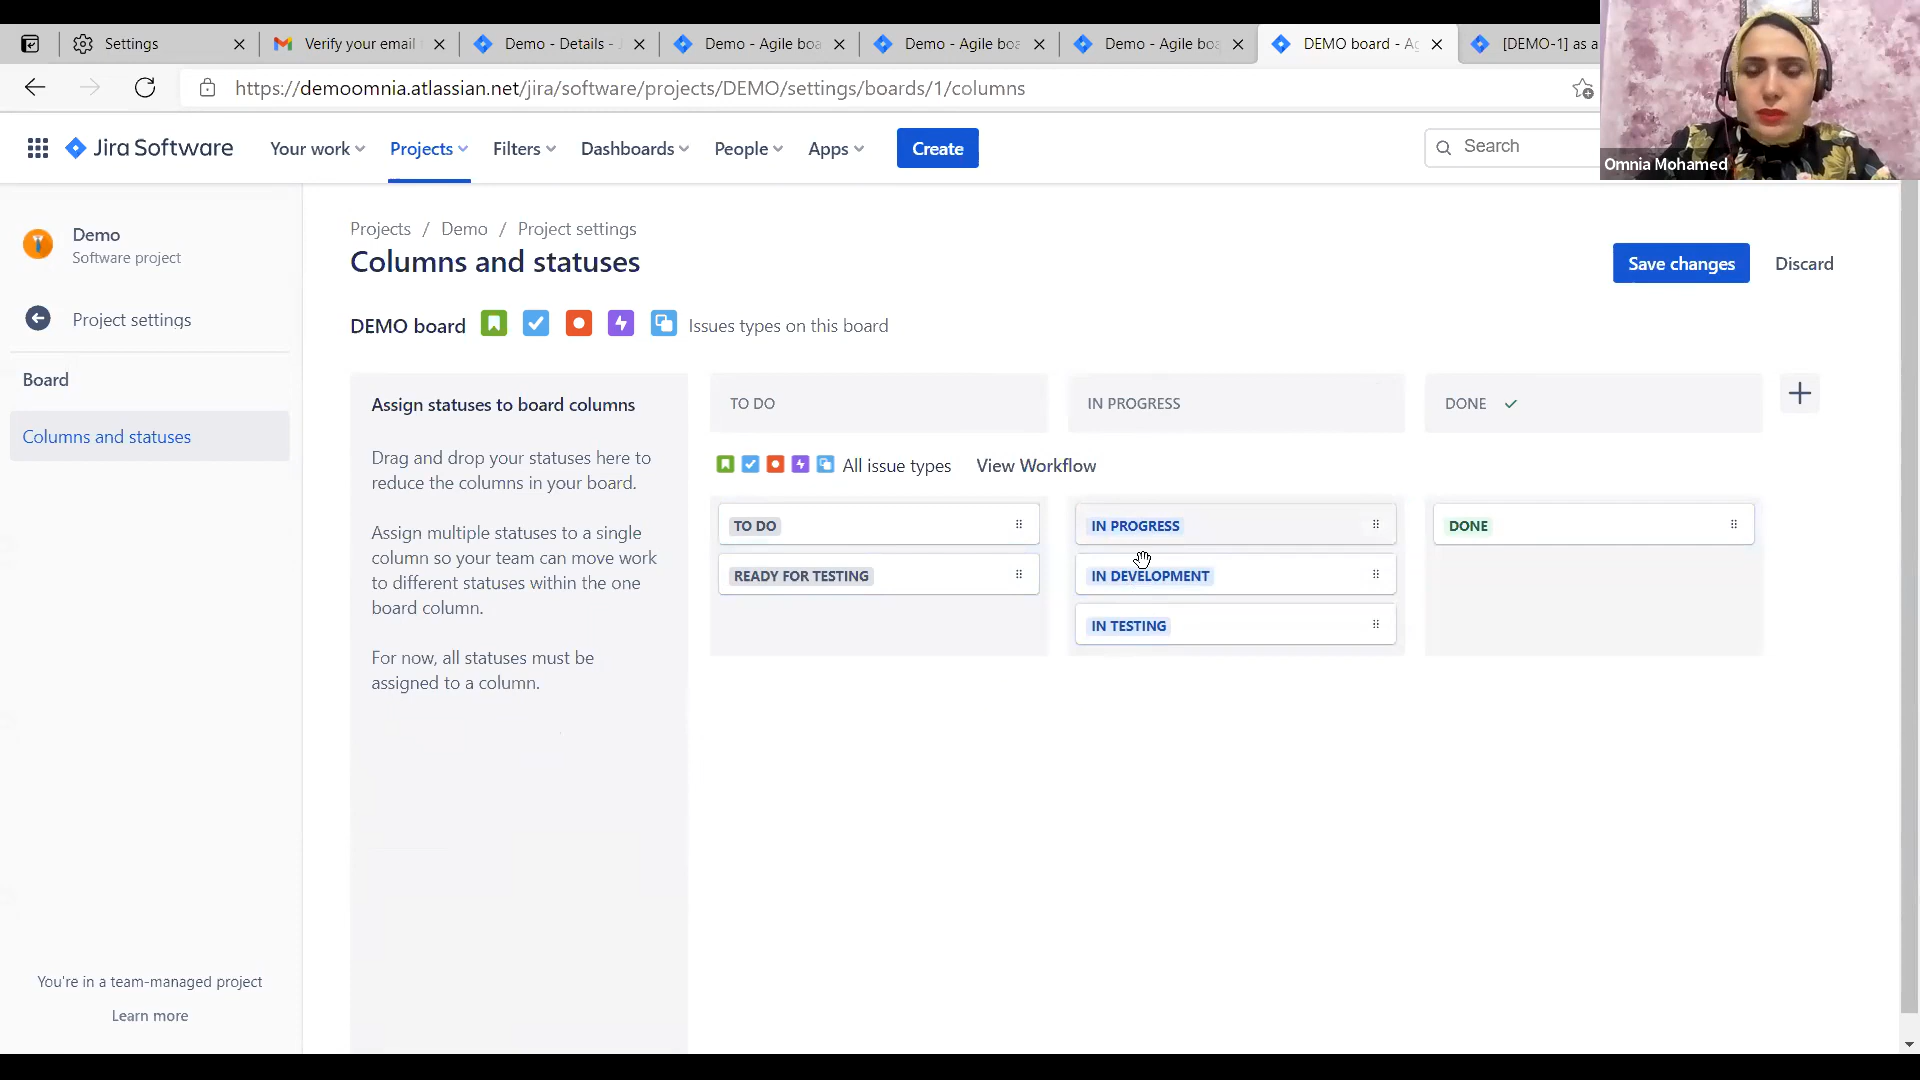 Settings
Verify your email
Demo - Details - J
Demo - Agile boa
Demo - Agile boa
Demo - Agile boa
DEMO board - Ag
[DEMO-1] as a
https://demoomnia.atlassian.net/jira/software/projects/DEMO/settings/boards/1/columns
Jira Software
Your work
Projects
Filters
Dashboards
People
Apps
Create
Search
Omnia Mohamed
Demo
Software project
Project settings
Board
Columns and statuses
You're in a team-managed project
Learn more
Projects / Demo / Project settings
Columns and statuses
Save changes
Discard
DEMO board
Issues types on this board
Assign statuses to board columns
Drag and drop your statuses here to
reduce the columns in your board.
Assign multiple statuses to a single
column so your team can move work
to different statuses within the one
board column.
For now, all statuses must be
assigned to a column.
TO DO
IN PROGRESS
DONE
All issue types
View Workflow
TO DO
READY FOR TESTING
IN PROGRESS
IN DEVELOPMENT
IN TESTING
DONE